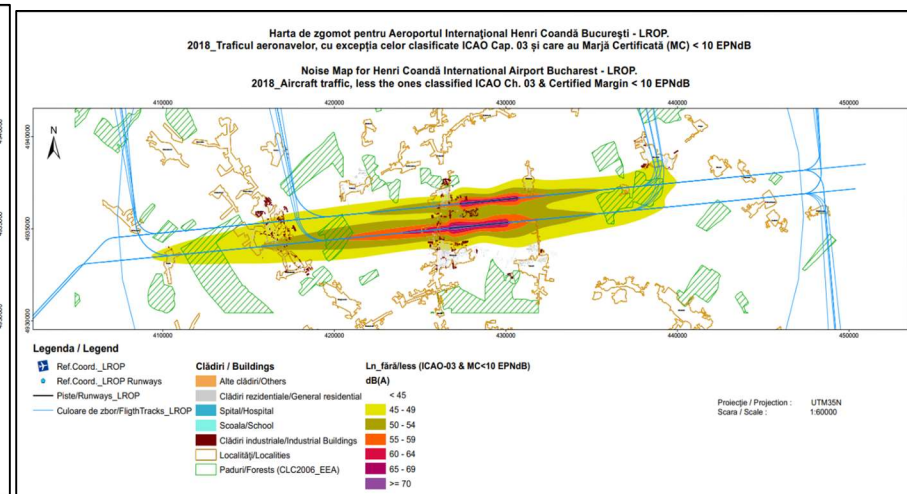 Harta de zgomot pentru Aeroportul Internaţional Henri Coandă Bucureşti - LROP.
2018_Traficul aeronavelor, cu excepţia celor clasificate ICAO Cap. 03 şi care au Marjă Certificată (MC) < 10 EPNdB
Noise Map for Henri Coandă International Airport Bucharest - LROP.
2018_Aircraft traffic, less the ones classified ICAO Ch. 03 & Certified Margin < 10 EPNdB
410000 420000 430000 440000 450000
N
4940000
4935000
4930000
410000 420000 430000 440000 450000
Legenda / Legend
Ref.Coord._LROP
Ref.Coord._LROP Runways
Piste/Runways_LROP
Culoare de zbor/FligthTracks_LROP
Clădiri / Buildings
Alte clădiri/Others
Clădiri rezidentiale/General residential
Spital/Hospital
Scoala/School
Clădiri industriale/Industrial Buildings
Localităţi/Localities
Paduri/Forests (CLC2006_EEA)
Ln_fără/less (ICAO-03 & MC<10 EPNdB)
dB(A)
< 45
45 - 49
50 - 54
55 - 59
60 - 64
65 - 69
>= 70
Proiecţie / Projection : UTM35N
Scara / Scale : 1:60000